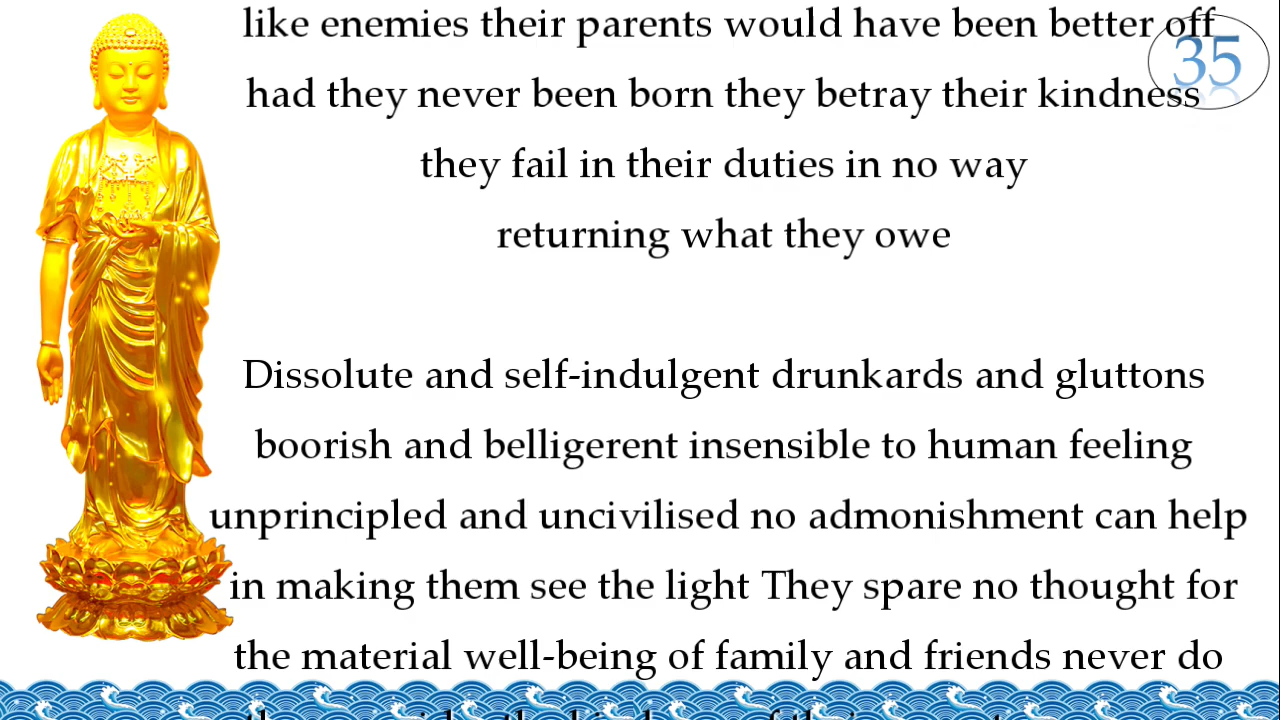 like enemies their parents would have been better off
35
had they never been born they betray their kindness
they fail in their duties in no way
returning what they owe
Dissolute and self-indulgent drunkards and gluttons
boorish and belligerent insensible to human feeling
unprincipled and uncivilised no admonishment can help
in making them see the light They spare no thought for
the material well-being of family and friends never do